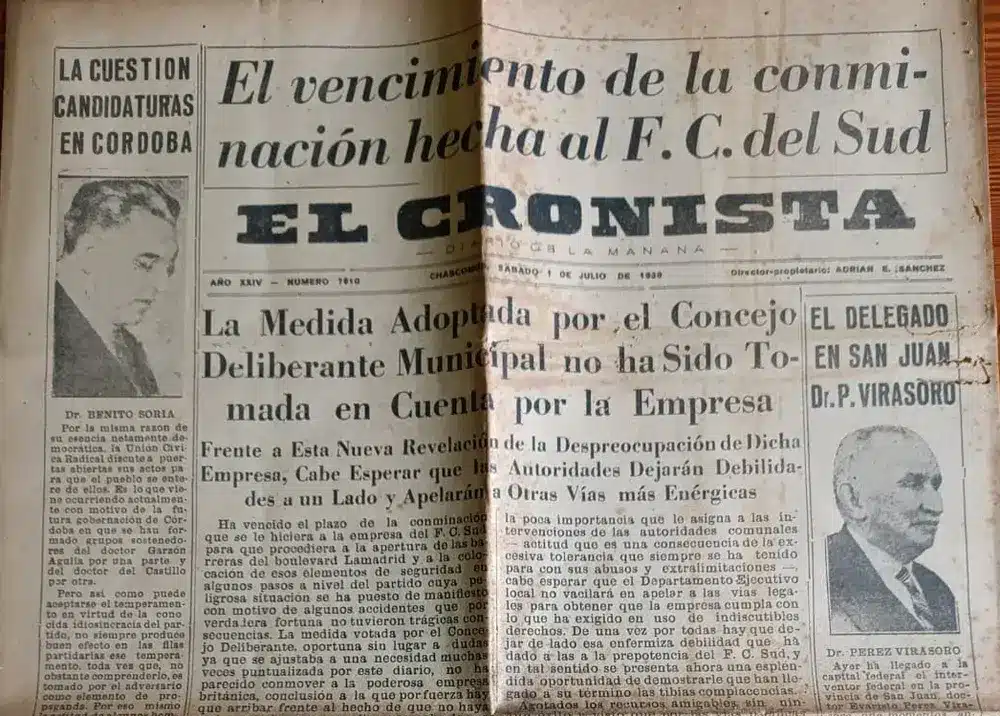 LA CUESTION
CANDIDATURAS
EN CORDOBA
El vencimiento de la conmi-
nación hecha al F. C. del Sud
EL CRONISTA
— DIARIO DE LA MAÑANA —
AÑO XXIV — NUMERO 7610
CHASCOMUS, SABADO 1 DE JULIO DE 1939
Director-propietario: ADRIAN E. SANCHEZ
Dr. BENITO SORIA
Por la misma razon de
su esencia netamente de-
mocrática, la Unión Cívi-
ca Radical discute a puer-
tas abiertas sus actos pa
ra que el pueblo se ente-
re de ellos. Es lo que vie-
ne ocurriendo actualmen-
te con motivo de la fu-
tura gobernación de Cór-
doba en que se han for-
mado grupos sostenedo-
res del doctor Garzón
Agulla por una parte y
del doctor del Castillo
por otra.
Pero asi como puede
aceptarse el temperamen-
to en virtud de la cono
cida idiosincracia del par-
tido, no siempre produce
buen efecto en las filas
partidarias ese tempera-
mento, toda vez que, no
obstante comprenderlo, es
tomado por el adversario
como elemento de pro-
paganda. Por eso mismo
La Medida Adoptada por el Concejo
Deliberante Municipal no ha Sido To-
mada en Cuenta por la Empresa
Frente a Esta Nueva Revelación de la Despreocupación de Dicha
Empresa, Cabe Esperar que las Autoridades Dejarán Debilida-
des a un Lado y Apelarán a Otras Vías más Enérgicas
Ha vencido el plazo de la conminación
que se le hiciera a la empresa del F. C. Sud
para que procediera a la apertura de las ba-
rreras del boulevard Lamadrid y a la colo-
cación de esos elementos de seguridad en
algunos pasos a nivel del partido cuya pe-
ligrosa situación se ha puesto de manifiesto
con motivo de algunos accidentes que por
verdadera fortuna no tuvieron trágicas con-
secuencias. La medida votada por el Conce-
jo Deliberante, oportuna sin lugar a dudas
ya que se ajustaba a una necesidad muchas
veces puntualizada por este diario, no ha
parecido conmover a la poderosa empresa
británica, conclusión a la que por fuerza hay
que arribar frente al hecho de que no haya
la poca importancia que le asigna a las in-
tervenciones de las autoridades comunales
— actitud que es una consecuencia de la ex-
cesiva tolerancia que siempre se ha tenido
para con sus abusos y extralimitaciones —,
cabe esperar que el Departamento Ejecutivo
local no vacilará en apelar a las vías lega-
les para obtener que la empresa cumpla con
lo que ha exigido en uso de indiscutibles
derechos. De una vez por todas hay que de-
jar de lado esa enfermiza debilidad que ha
dado alas a la prepotencia del F. C. Sud, y
en tal sentido se presenta ahora una esplén-
dida oportunidad de demostrarle que han lle-
gado a su término las tibias complacencias.
Agotados los recursos amigables, sin
EL DELEGADO
EN SAN JUAN
Dr. P. VIRASORO
Dr. PEREZ VIRASORO
Ayer ha llegado a la
capital federal el inter-
ventor federal en la pro-
vincia de San Juan, doc-
tor Evaristo Perez Vira-